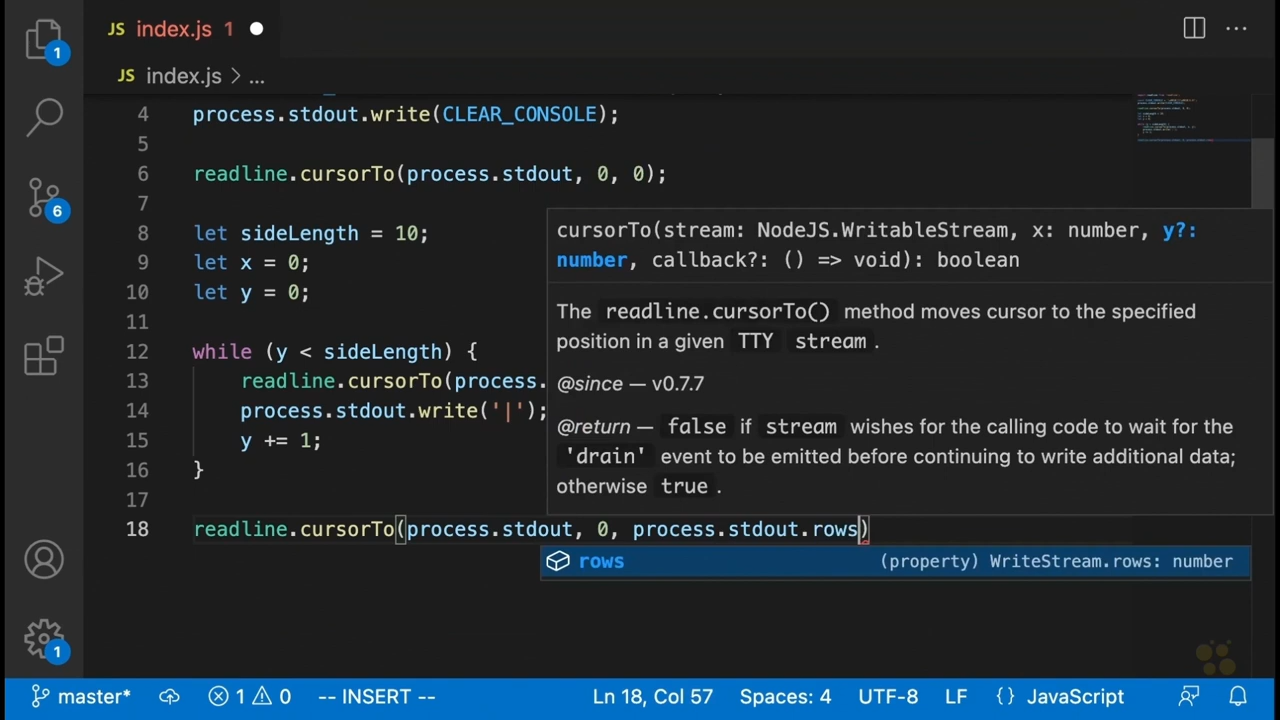 JS index.js 1
JS index.js > ...
4 process.stdout.write(CLEAR_CONSOLE);
5
6 readline.cursorTo(process.stdout, 0, 0);
7
8 let sideLength = 10;
9 let x = 0;
10 let y = 0;
11
12 while (y < sideLength) {
13 readline.cursorTo(process.
14 process.stdout.write('|');
15 y += 1;
16 }
17
18 readline.cursorTo(process.stdout, 0, process.stdout.rows)
cursorTo(stream: NodeJS.WritableStream, x: number, y?:
number, callback?: () => void): boolean
The readline.cursorTo() method moves cursor to the specified
position in a given TTY stream.
@since — v0.7.7
@return — false if stream wishes for the calling code to wait for the
'drain' event to be emitted before continuing to write additional data;
otherwise true.
rows (property) WriteStream.rows: number
1
6
1
master* 1 0 -- INSERT -- Ln 18, Col 57 Spaces: 4 UTF-8 LF {} JavaScript